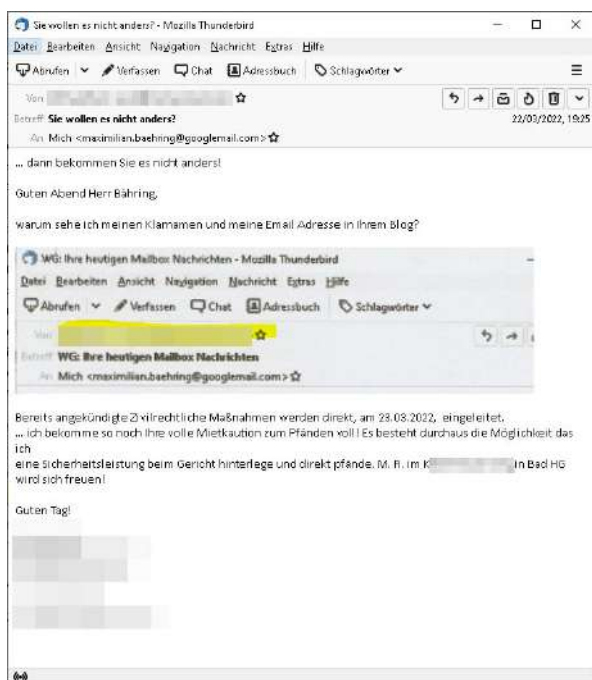 Sie wollen es nicht anders? - Mozilla Thunderbird
Datei Bearbeiten Ansicht Navigation Nachricht Extras Hilfe
Abrufen Verfassen Chat Adressbuch Schlagwörter
Von
Betreff Sie wollen es nicht anders?
22/03/2022, 19:25
An Mich <maximilian.baehring@googlemail.com>
... dann bekommen Sie es nicht anders!
Guten Abend Herr Bähring,
warum sehe ich meinen Klarnamen und meine Email Adresse in Ihrem Blog?
WG: Ihre heutigen Mailbox Nachrichten - Mozilla Thunderbird
Datei Bearbeiten Ansicht Navigation Nachricht Extras Hilfe
Abrufen Verfassen Chat Adressbuch Schlagwörter
Von
Betreff WG: Ihre heutigen Mailbox Nachrichten
An Mich <maximilian.baehring@googlemail.com>
Bereits angekündigte Zivilrechtliche Maßnahmen werden direkt, am 23.03.2022, eingeleitet.
... ich bekomme so noch Ihre volle Mietkaution zum Pfänden voll! Es besteht durchaus die Möglichkeit das
ich
eine Sicherheitsleistung beim Gericht hinterlege und direkt pfände. M. R. im K in Bad HG
wird sich freuen!
Guten Tag!